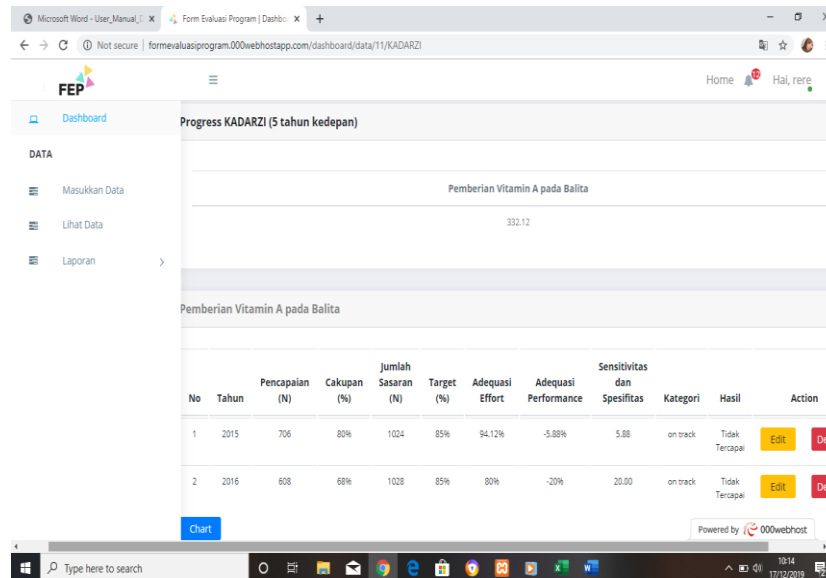 Microsoft Word - User_Manual_D
Form Evaluasi Program | Dashbo
Not secure | formevaluasiprogram.000webhostapp.com/dashboard/data/11/KADARZI
FEP
Home
12
Hai, rere
Dashboard
DATA
Masukkan Data
Lihat Data
Laporan
Progress KADARZI (5 tahun kedepan)
Pemberian Vitamin A pada Balita
332.12
Pemberian Vitamin A pada Balita
No Tahun Pencapaian (N) Cakupan (%) Jumlah Sasaran (N) Target (%) Adequasi Effort Adequasi Performance Sensitivitas dan Spesifitas Kategori Hasil Action
1 2015 706 80% 1024 85% 94.12% -5.88% 5.88 on track Tidak Tercapai Edit De
2 2016 608 68% 1028 85% 80% -20% 20.00 on track Tidak Tercapai Edit De
Chart
Powered by 000webhost
Type here to search
10:14
17/12/2019